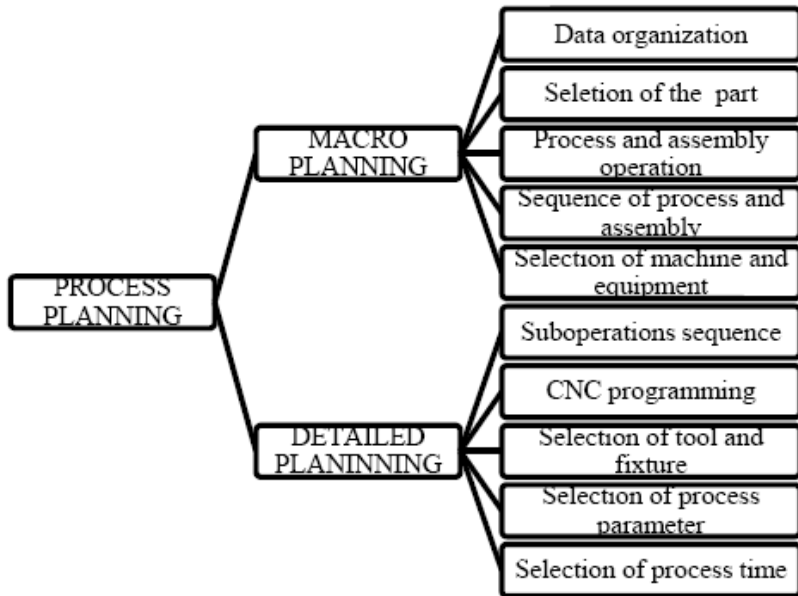 Data organization
Seletion of the part
MACRO
PLANNING
Process and assembly
operation
Sequence of process and
assembly
Selection of machine and
equipment
PROCESS
PLANNING
Suboperations sequence
CNC programming
DETAILED
PLANINNING
Selection of tool and
fixture
Selection of process
parameter
Selection of process time